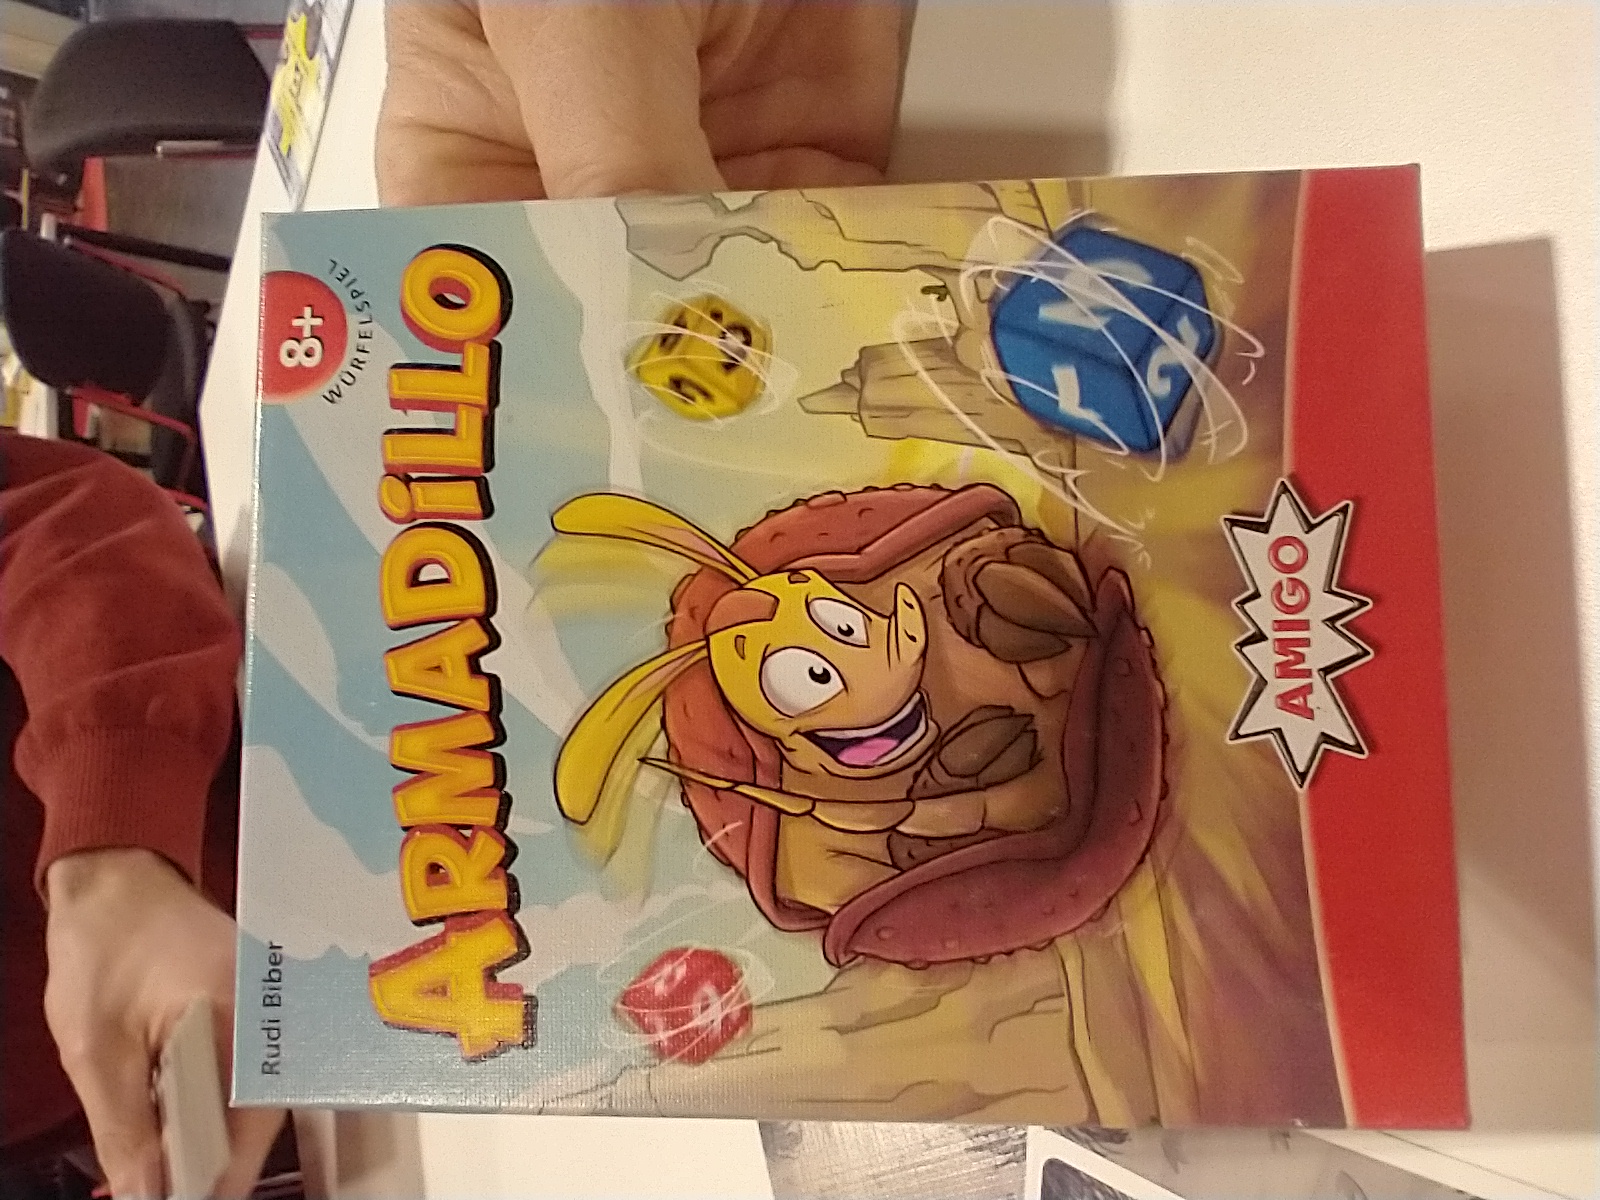 Rudi Biber
8+
WÜRFELSPIEL
ARMADiLLO
AMIGO